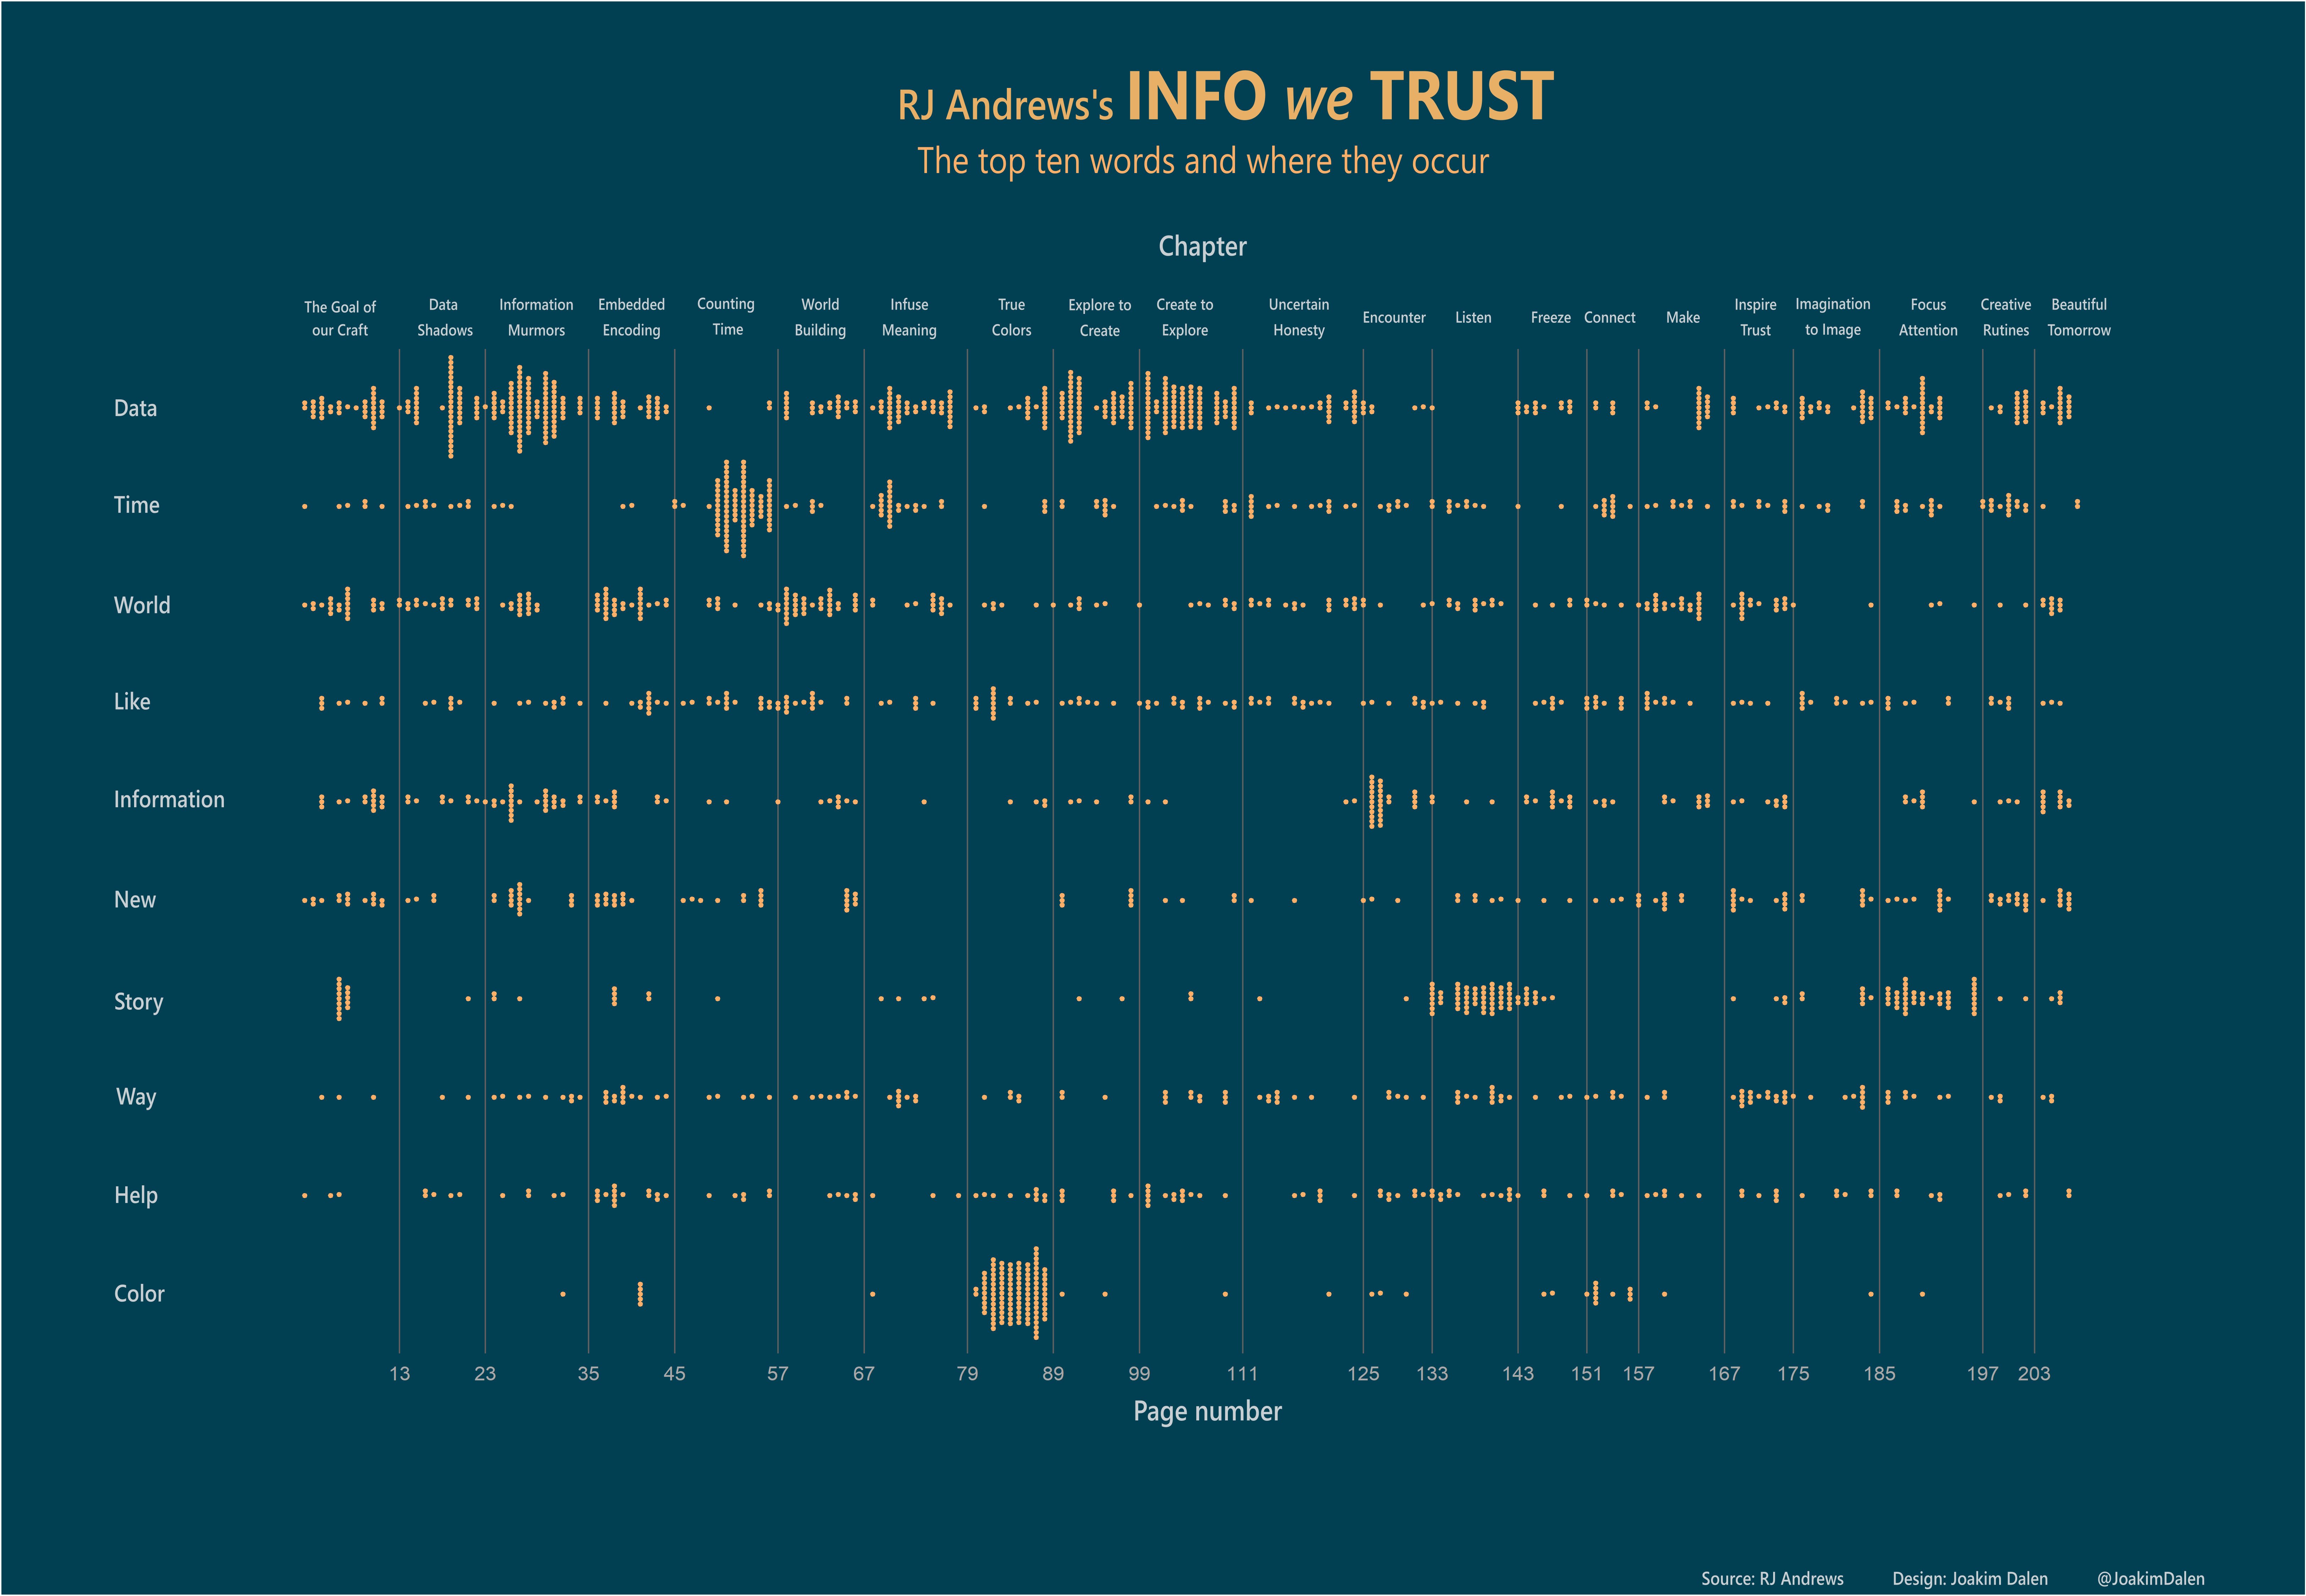 RJ Andrews's INFO we TRUST
The top ten words and where they occur
Chapter
The Goal of
our Craft
Data
Shadows
Information
Murmors
Embedded
Encoding
Counting
Time
World
Building
Infuse
Meaning
True
Colors
Explore to
Create
Create to
Explore
Uncertain
Honesty
Encounter
Listen
Freeze
Connect
Make
Inspire
Trust
Imagination
to Image
Focus
Attention
Creative
Rutines
Beautiful
Tomorrow
Data
Time
World
Like
Information
New
Story
Way
Help
Color
13 23 35 45 57 67 79 89 99 111 125 133 143 151 157 167 175 185 197 203
Page number
Source: RJ Andrews Design: Joakim Dalen @JoakimDalen